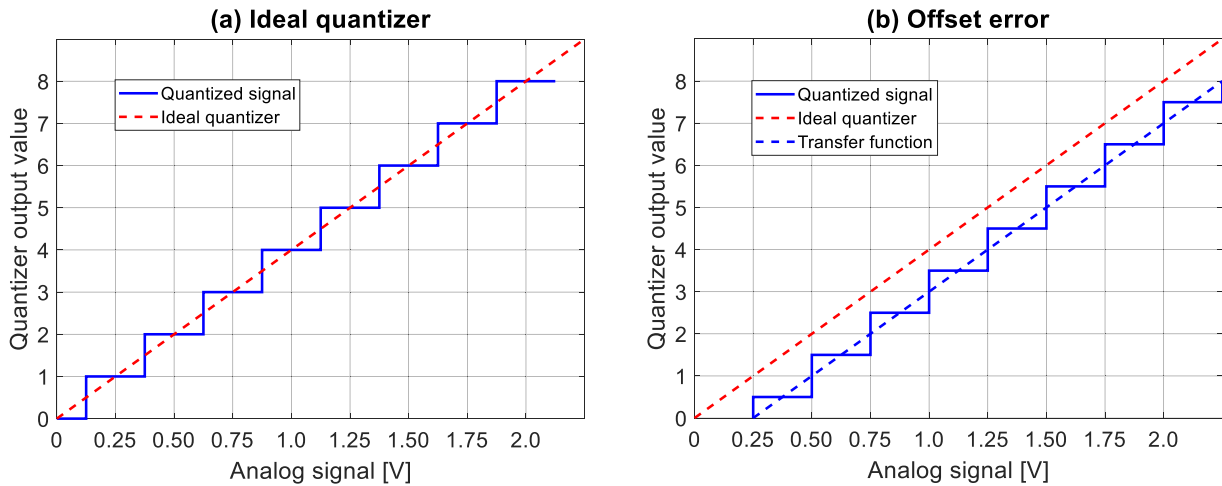 (a) Ideal quantizer
Quantizer output value
8
7
6
5
4
3
2
1
0
Quantized signal
Ideal quantizer
0 0.25 0.50 0.75 1.0 1.25 1.50 1.75 2.0
Analog signal [V]
(b) Offset error
Quantizer output value
8
7
6
5
4
3
2
1
0
Quantized signal
Ideal quantizer
Transfer function
0 0.25 0.50 0.75 1.0 1.25 1.50 1.75 2.0
Analog signal [V]